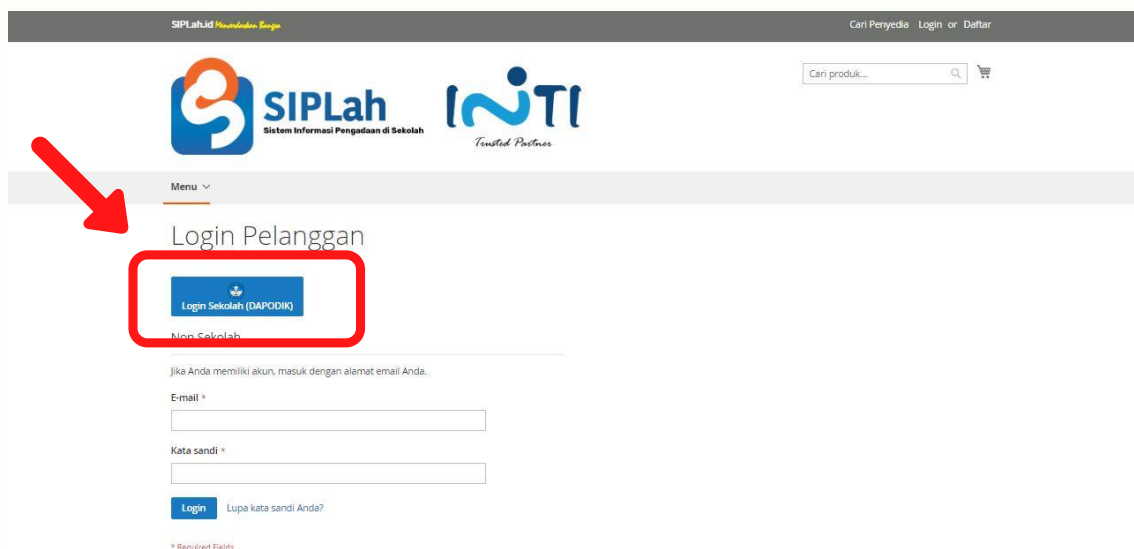 SIPLah.id Mencerdaskan Bangsa
Cari Penyedia Login or Daftar
SIPLah
Sistem Informasi Pengadaan di Sekolah
INTI
Trusted Partner
Cari produk...
Menu
Login Pelanggan
Login Sekolah (DAPODIK)
Non Sekolah
Jika Anda memiliki akun, masuk dengan alamat email Anda.
E-mail *
Kata sandi *
Login Lupa kata sandi Anda?
* Required Fields